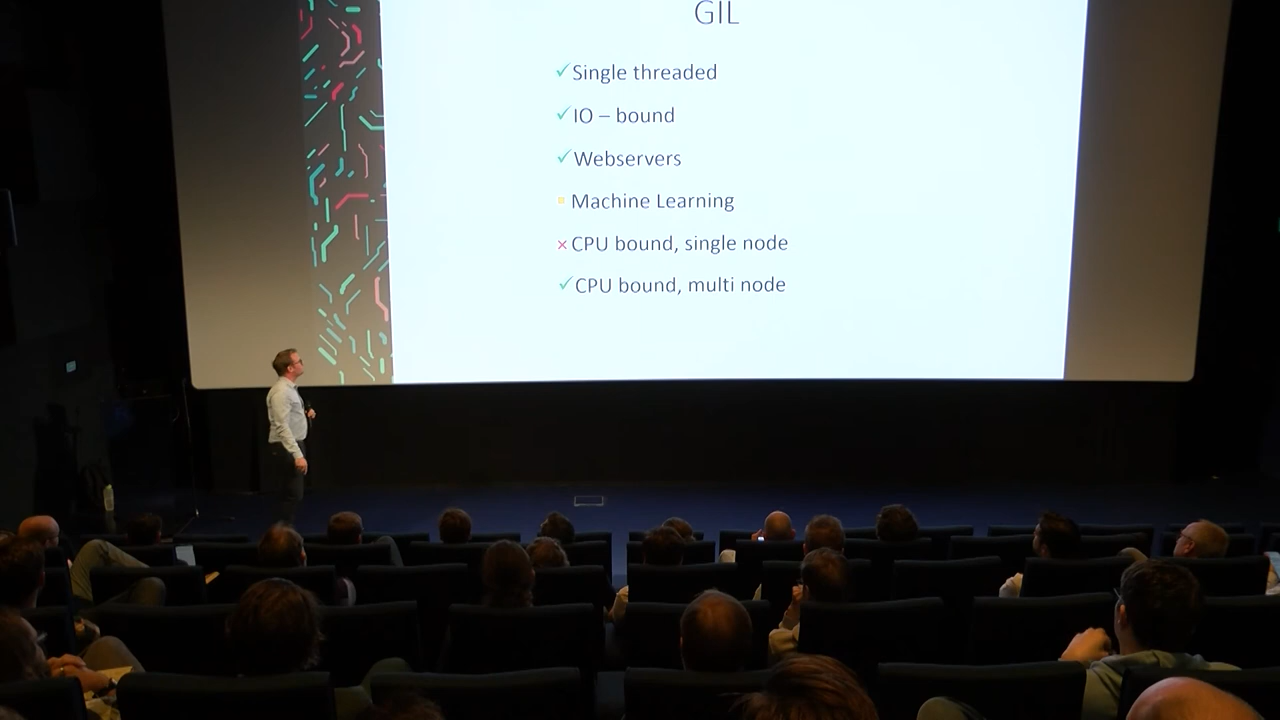 GIL
Single threaded
IO – bound
Webservers
Machine Learning
CPU bound, single node
CPU bound, multi node